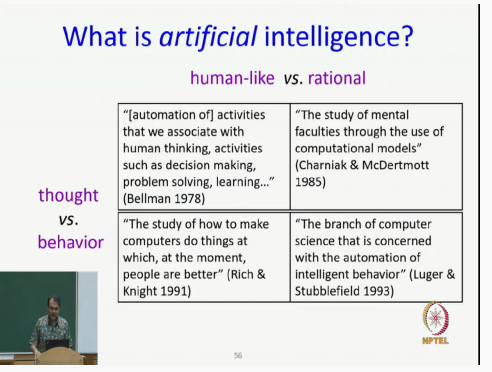 What is artificial intelligence?
human-like vs. rational
"[automation of] activities
that we associate with
human thinking, activities
such as decision making,
problem solving, learning..."
(Bellman 1978)
"The study of mental
faculties through the use of
computational models"
(Charniak & McDertmott
1985)
thought
vs.
behavior
"The study of how to make
computers do things at
which, at the moment,
people are better" (Rich &
Knight 1991)
"The branch of computer
science that is concerned
with the automation of
intelligent behavior" (Luger &
Stubblefield 1993)
NPTEL
56